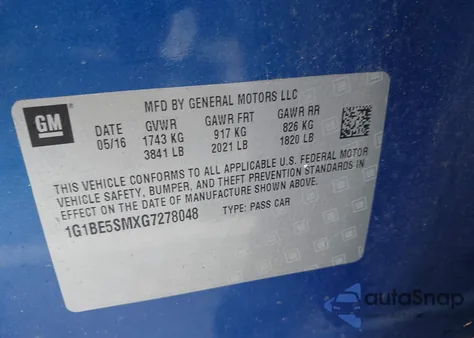 GM
MFD BY GENERAL MOTORS LLC
DATE GVWR GAWR FRT GAWR RR
05/16 1743 KG 917 KG 826 KG
3841 LB 2021 LB 1820 LB
THIS VEHICLE CONFORMS TO ALL APPLICABLE U.S. FEDERAL MOTOR
VEHICLE SAFETY, BUMPER, AND THEFT PREVENTION STANDARDS IN
EFFECT ON THE DATE OF MANUFACTURE SHOWN ABOVE.
1G1BE5SMXG7278048 TYPE: PASS CAR
autoSnap